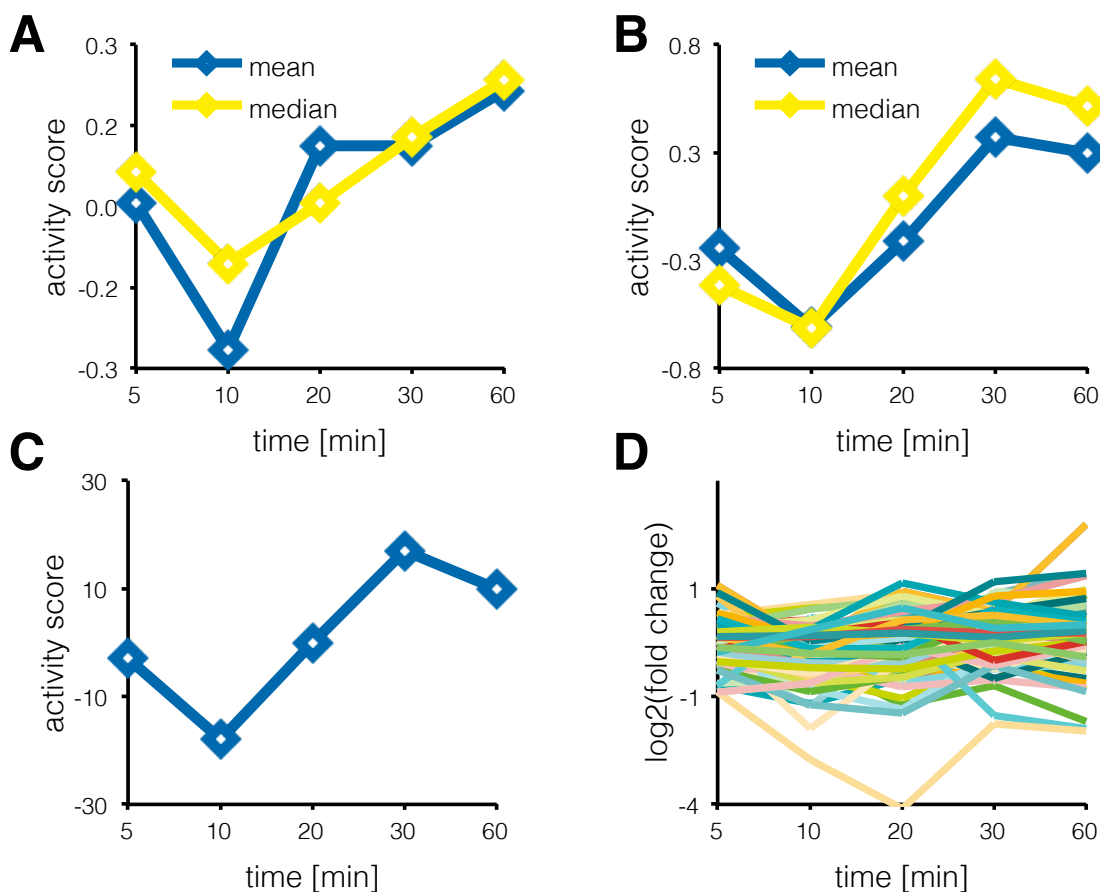 A
0.3
0.2
0.0
-0.2
-0.3
activity score
mean
median
5
10
20
30
60
time [min]
B
0.8
0.3
-0.3
-0.8
activity score
mean
median
5
10
20
30
60
time [min]
C
30
10
-10
-30
activity score
5
10
20
30
60
time [min]
D
1
-1
-4
log2(fold change)
5
10
20
30
60
time [min]